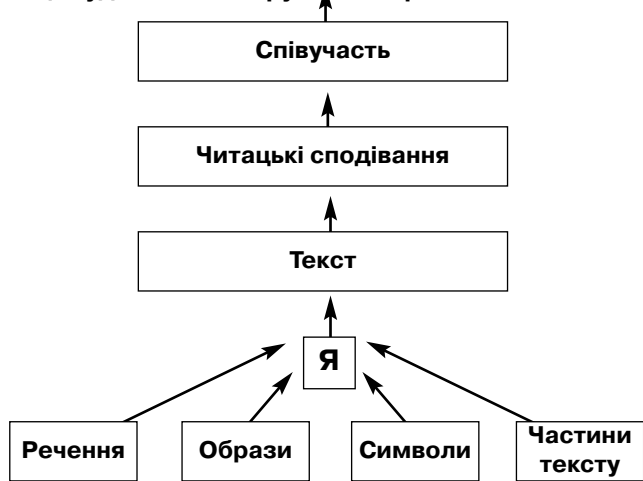 Співучасть
Читацькі сподівання
Текст
Я
Речення
Образи
Символи
Частини
тексту